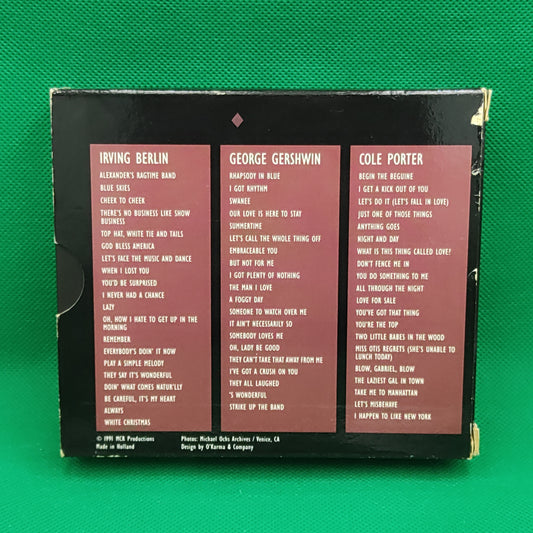 IRVING BERLIN
ALEXANDER'S RAGTIME BAND
BLUE SKIES
CHEEK TO CHEEK
THERE'S NO BUSINESS LIKE SHOW
BUSINESS
TOP HAT, WHITE TIE AND TAILS
GOD BLESS AMERICA
LET'S FACE THE MUSIC AND DANCE
WHEN I LOST YOU
YOU'D BE SURPRISED
I NEVER HAD A CHANCE
LAZY
OH, HOW I HATE TO GET UP IN THE
MORNING
REMEMBER
EVERYBODY'S DOIN' IT NOW
PLAY A SIMPLE MELODY
THEY SAY IT'S WONDERFUL
DOIN' WHAT COMES NATUR'LLY
BE CAREFUL, IT'S MY HEART
ALWAYS
WHITE CHRISTMAS
GEORGE GERSHWIN
RHAPSODY IN BLUE
I GOT RHYTHM
SWANEE
OUR LOVE IS HERE TO STAY
SUMMERTIME
LET'S CALL THE WHOLE THING OFF
EMBRACEABLE YOU
BUT NOT FOR ME
I GOT PLENTY OF NOTHING
THE MAN I LOVE
A FOGGY DAY
SOMEONE TO WATCH OVER ME
IT AIN'T NECESSARILY SO
SOMEBODY LOVES ME
OH, LADY BE GOOD
THEY CAN'T TAKE THAT AWAY FROM ME
I'VE GOT A CRUSH ON YOU
THEY ALL LAUGHED
'S WONDERFUL
STRIKE UP THE BAND
COLE PORTER
BEGIN THE BEGUINE
I GET A KICK OUT OF YOU
LET'S DO IT (LET'S FALL IN LOVE)
JUST ONE OF THOSE THINGS
ANYTHING GOES
NIGHT AND DAY
WHAT IS THIS THING CALLED LOVE?
DON'T FENCE ME IN
YOU DO SOMETHING TO ME
ALL THROUGH THE NIGHT
LOVE FOR SALE
YOU'VE GOT THAT THING
YOU'RE THE TOP
TWO LITTLE BABES IN THE WOOD
MISS OTIS REGRETS (SHE'S UNABLE TO
LUNCH TODAY)
BLOW, GABRIEL, BLOW
THE LAZIEST GAL IN TOWN
TAKE ME TO MANHATTAN
LET'S MISBEHAVE
I HAPPEN TO LIKE NEW YORK
© 1991 MCR Productions
Made in Holland
Photos: Michael Ochs Archives / Venice, CA
Design by O'Karma & Company